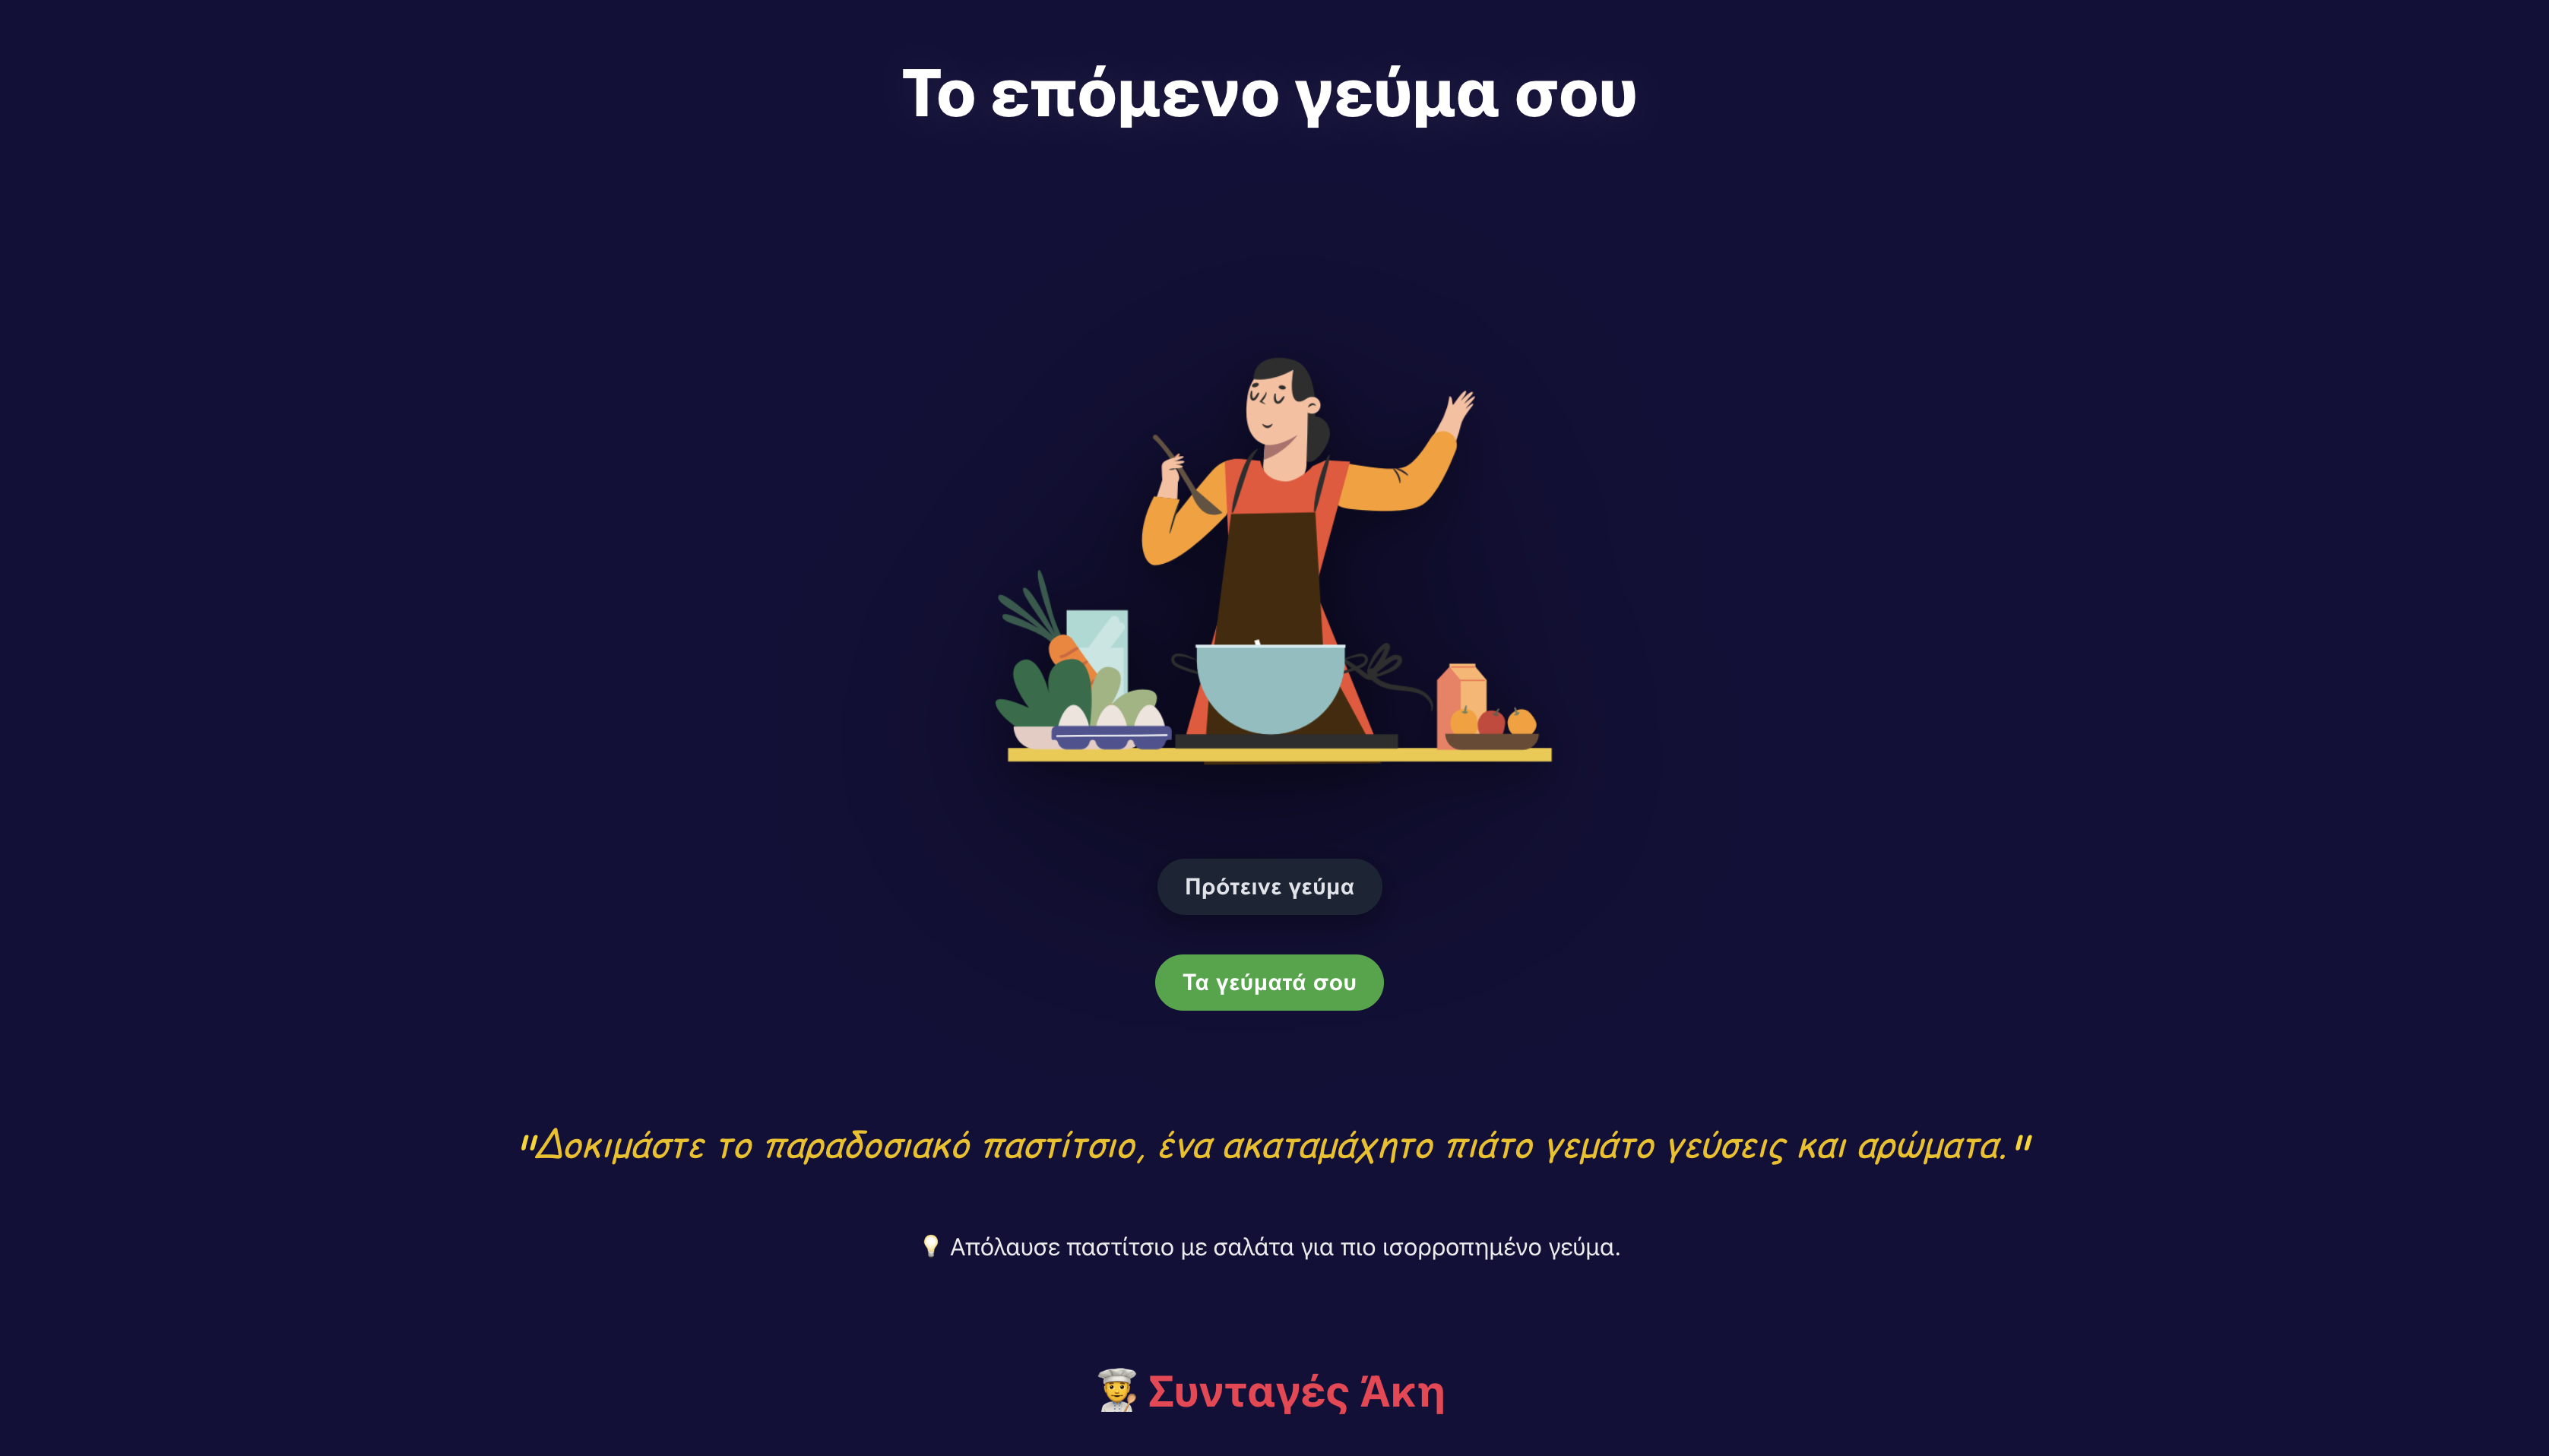 Το επόμενο γεύμα σου
Πρότεινε γεύμα
Τα γεύματά σου
"Δοκιμάστε το παραδοσιακό παστίτσιο, ένα ακαταμάχητο πιάτο γεμάτο γεύσεις και αρώματα."
💡 Απόλαυσε παστίτσιο με σαλάτα για πιο ισορροπημένο γεύμα.
👨‍🍳 Συνταγές Άκη